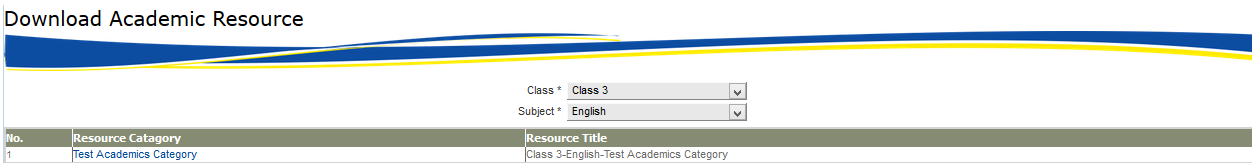 Download Academic Resource
Class * Class 3
Subject * English
No. Resource Catagary Resource Title
1 Test Academics Category Class 3-English-Test Academics Category